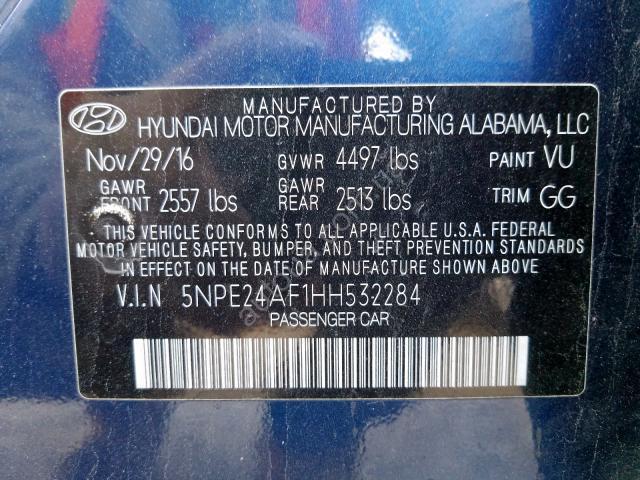 MANUFACTURED BY
HYUNDAI MOTOR MANUFACTURING ALABAMA, LLC
Nov/29/16 GVWR 4497 lbs PAINT VU
GAWR FRONT 2557 lbs GAWR REAR 2513 lbs TRIM GG
THIS VEHICLE CONFORMS TO ALL APPLICABLE U.S.A. FEDERAL
MOTOR VEHICLE SAFETY, BUMPER, AND THEFT PREVENTION STANDARDS
IN EFFECT ON THE DATE OF MANUFACTURE SHOWN ABOVE.
V.I.N 5NPE24AF1HH532284
PASSENGER CAR